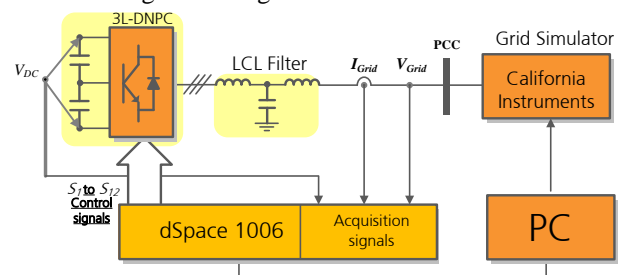 3L-DNPC
Grid Simulator
PCC
LCL Filter
I_Grid
V_Grid
V_DC
California
Instruments
S_1 to S_12
Control
signals
dSpace 1006
Acquisition
signals
PC